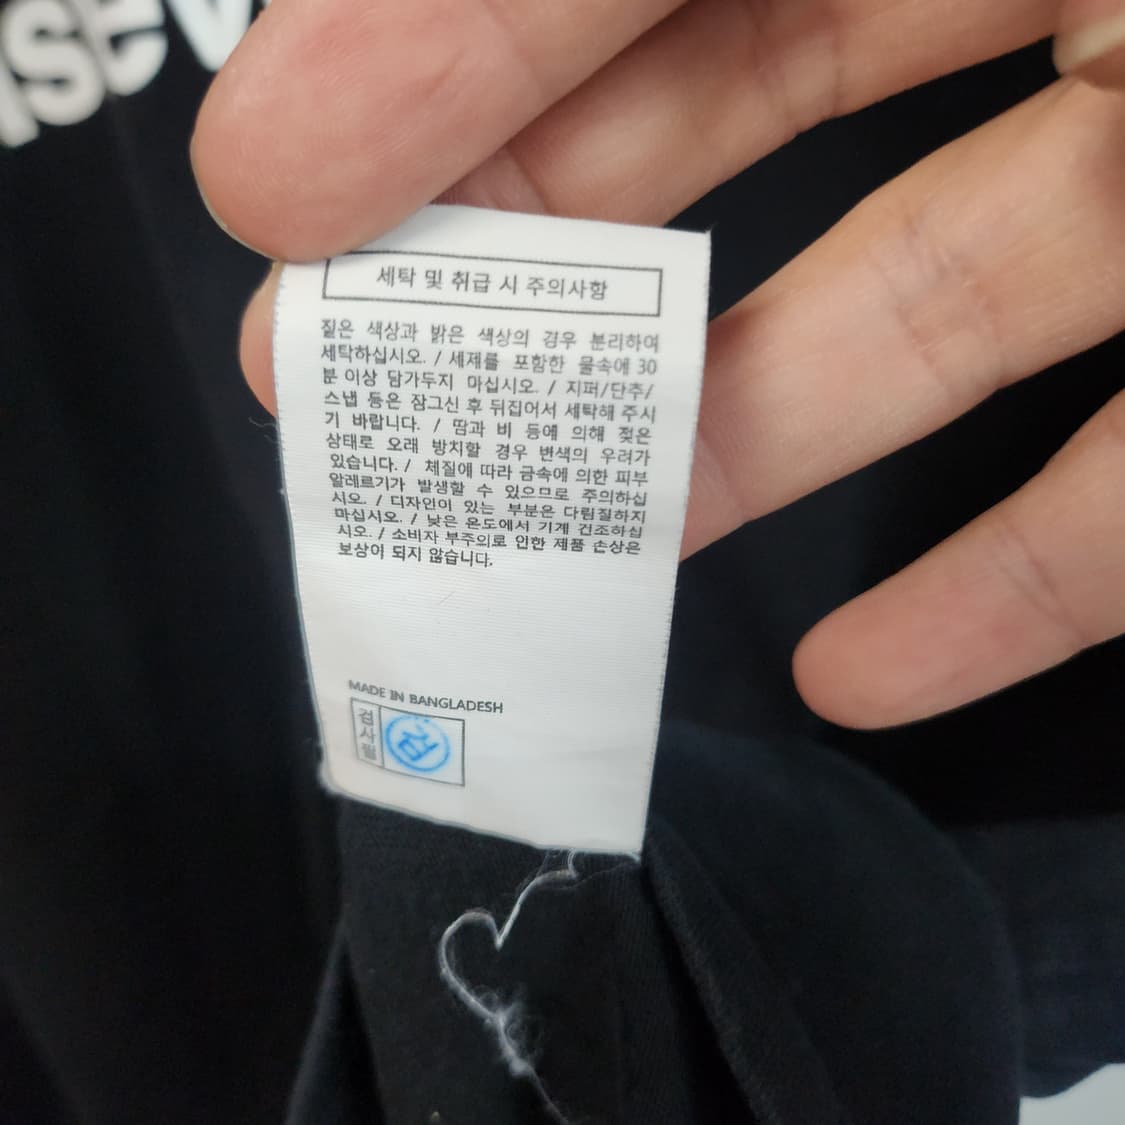 세탁 및 취급 시 주의사항
짙은 색상과 밝은 색상의 경우 분리하여
세탁하십시오. / 세제를 포함한 물속에 30
분 이상 담가두지 마십시오. / 지퍼/단추/
스냅 등은 잠그신 후 뒤집어서 세탁해 주시
기 바랍니다. / 땀과 비 등에 의해 젖은
상태로 오래 방치할 경우 변색의 우려가
있습니다. / 체질에 따라 금속에 의한 피부
알레르기가 발생할 수 있으므로 주의하십
시오. / 디자인이 있는 부분은 다림질하지
마십시오. / 낮은 온도에서 기계 건조하십
시오. / 소비자 부주의로 인한 제품 손상은
보상이 되지 않습니다.
MADE IN BANGLADESH
검사필
검